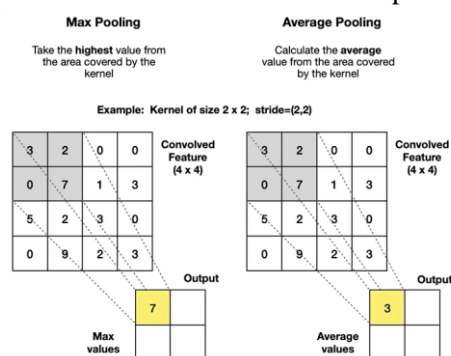 Max Pooling
Take the highest value from
the area covered by the
kernel
Average Pooling
Calculate the average
value from the area covered
by the kernel
Example: Kernel of size 2 x 2; stride=(2,2)
3 2 0 0
0 7 1 3
5 2 3 0
0 9 2 3
Convolved
Feature
(4 x 4)
Output
7
Max
values
3 2 0 0
0 7 1 3
5 2 3 0
0 9 2 3
Convolved
Feature
(4 x 4)
Output
3
Average
values